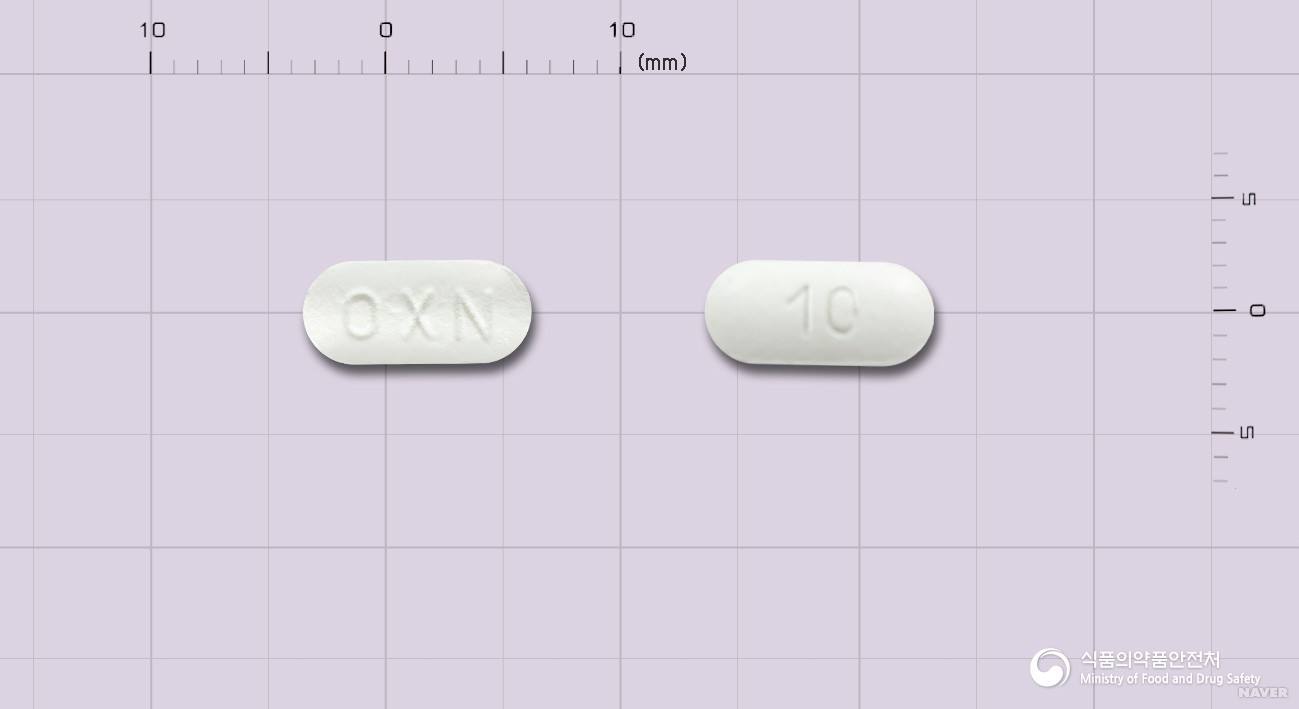 10 0 10
(mm)
5
0
5
OXN
10
식품의약품안전처
Ministry of Food and Drug Safety
NAVER